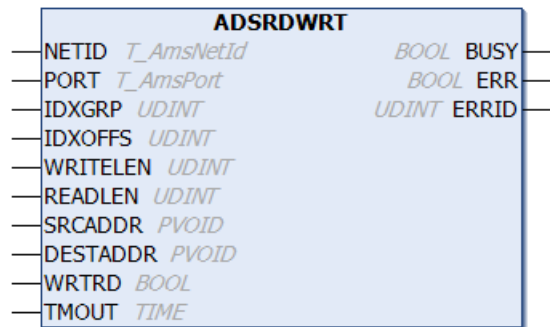 ADSRDWRT
NETID T_AmsNetId BOOL BUSY
PORT T_AmsPort BOOL ERR
IDXGRP UDINT UDINT ERRID
IDXOFFS UDINT
WRITELEN UDINT
READLEN UDINT
SRCADDR PVOID
DESTADDR PVOID
WRTRD BOOL
TMOUT TIME